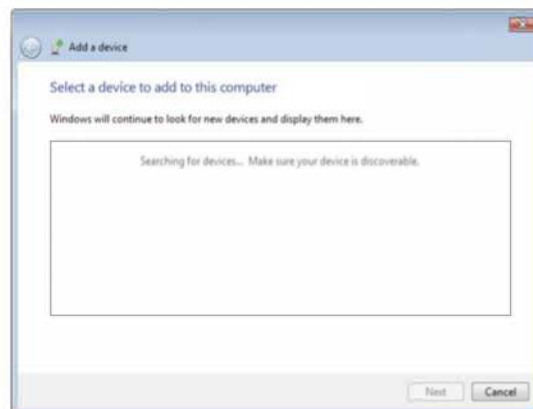 Add a device
Select a device to add to this computer
Windows will continue to look for new devices and display them here.
Searching for devices... Make sure your device is discoverable.
Next Cancel